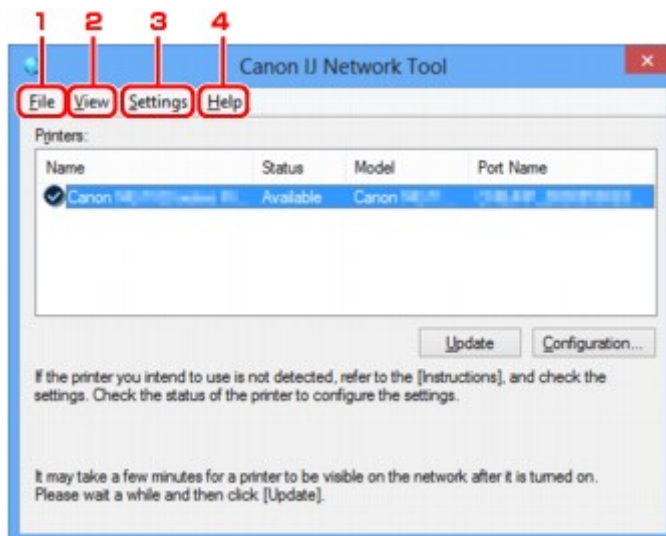 1 2 3 4
Canon IJ Network Tool
File View Settings Help
Printers:
Name Status Model Port Name
Canon Available Canon
Update Configuration...
If the printer you intend to use is not detected, refer to the [Instructions], and check the
settings. Check the status of the printer to configure the settings.
It may take a few minutes for a printer to be visible on the network after it is turned on.
Please wait a while and then click [Update].